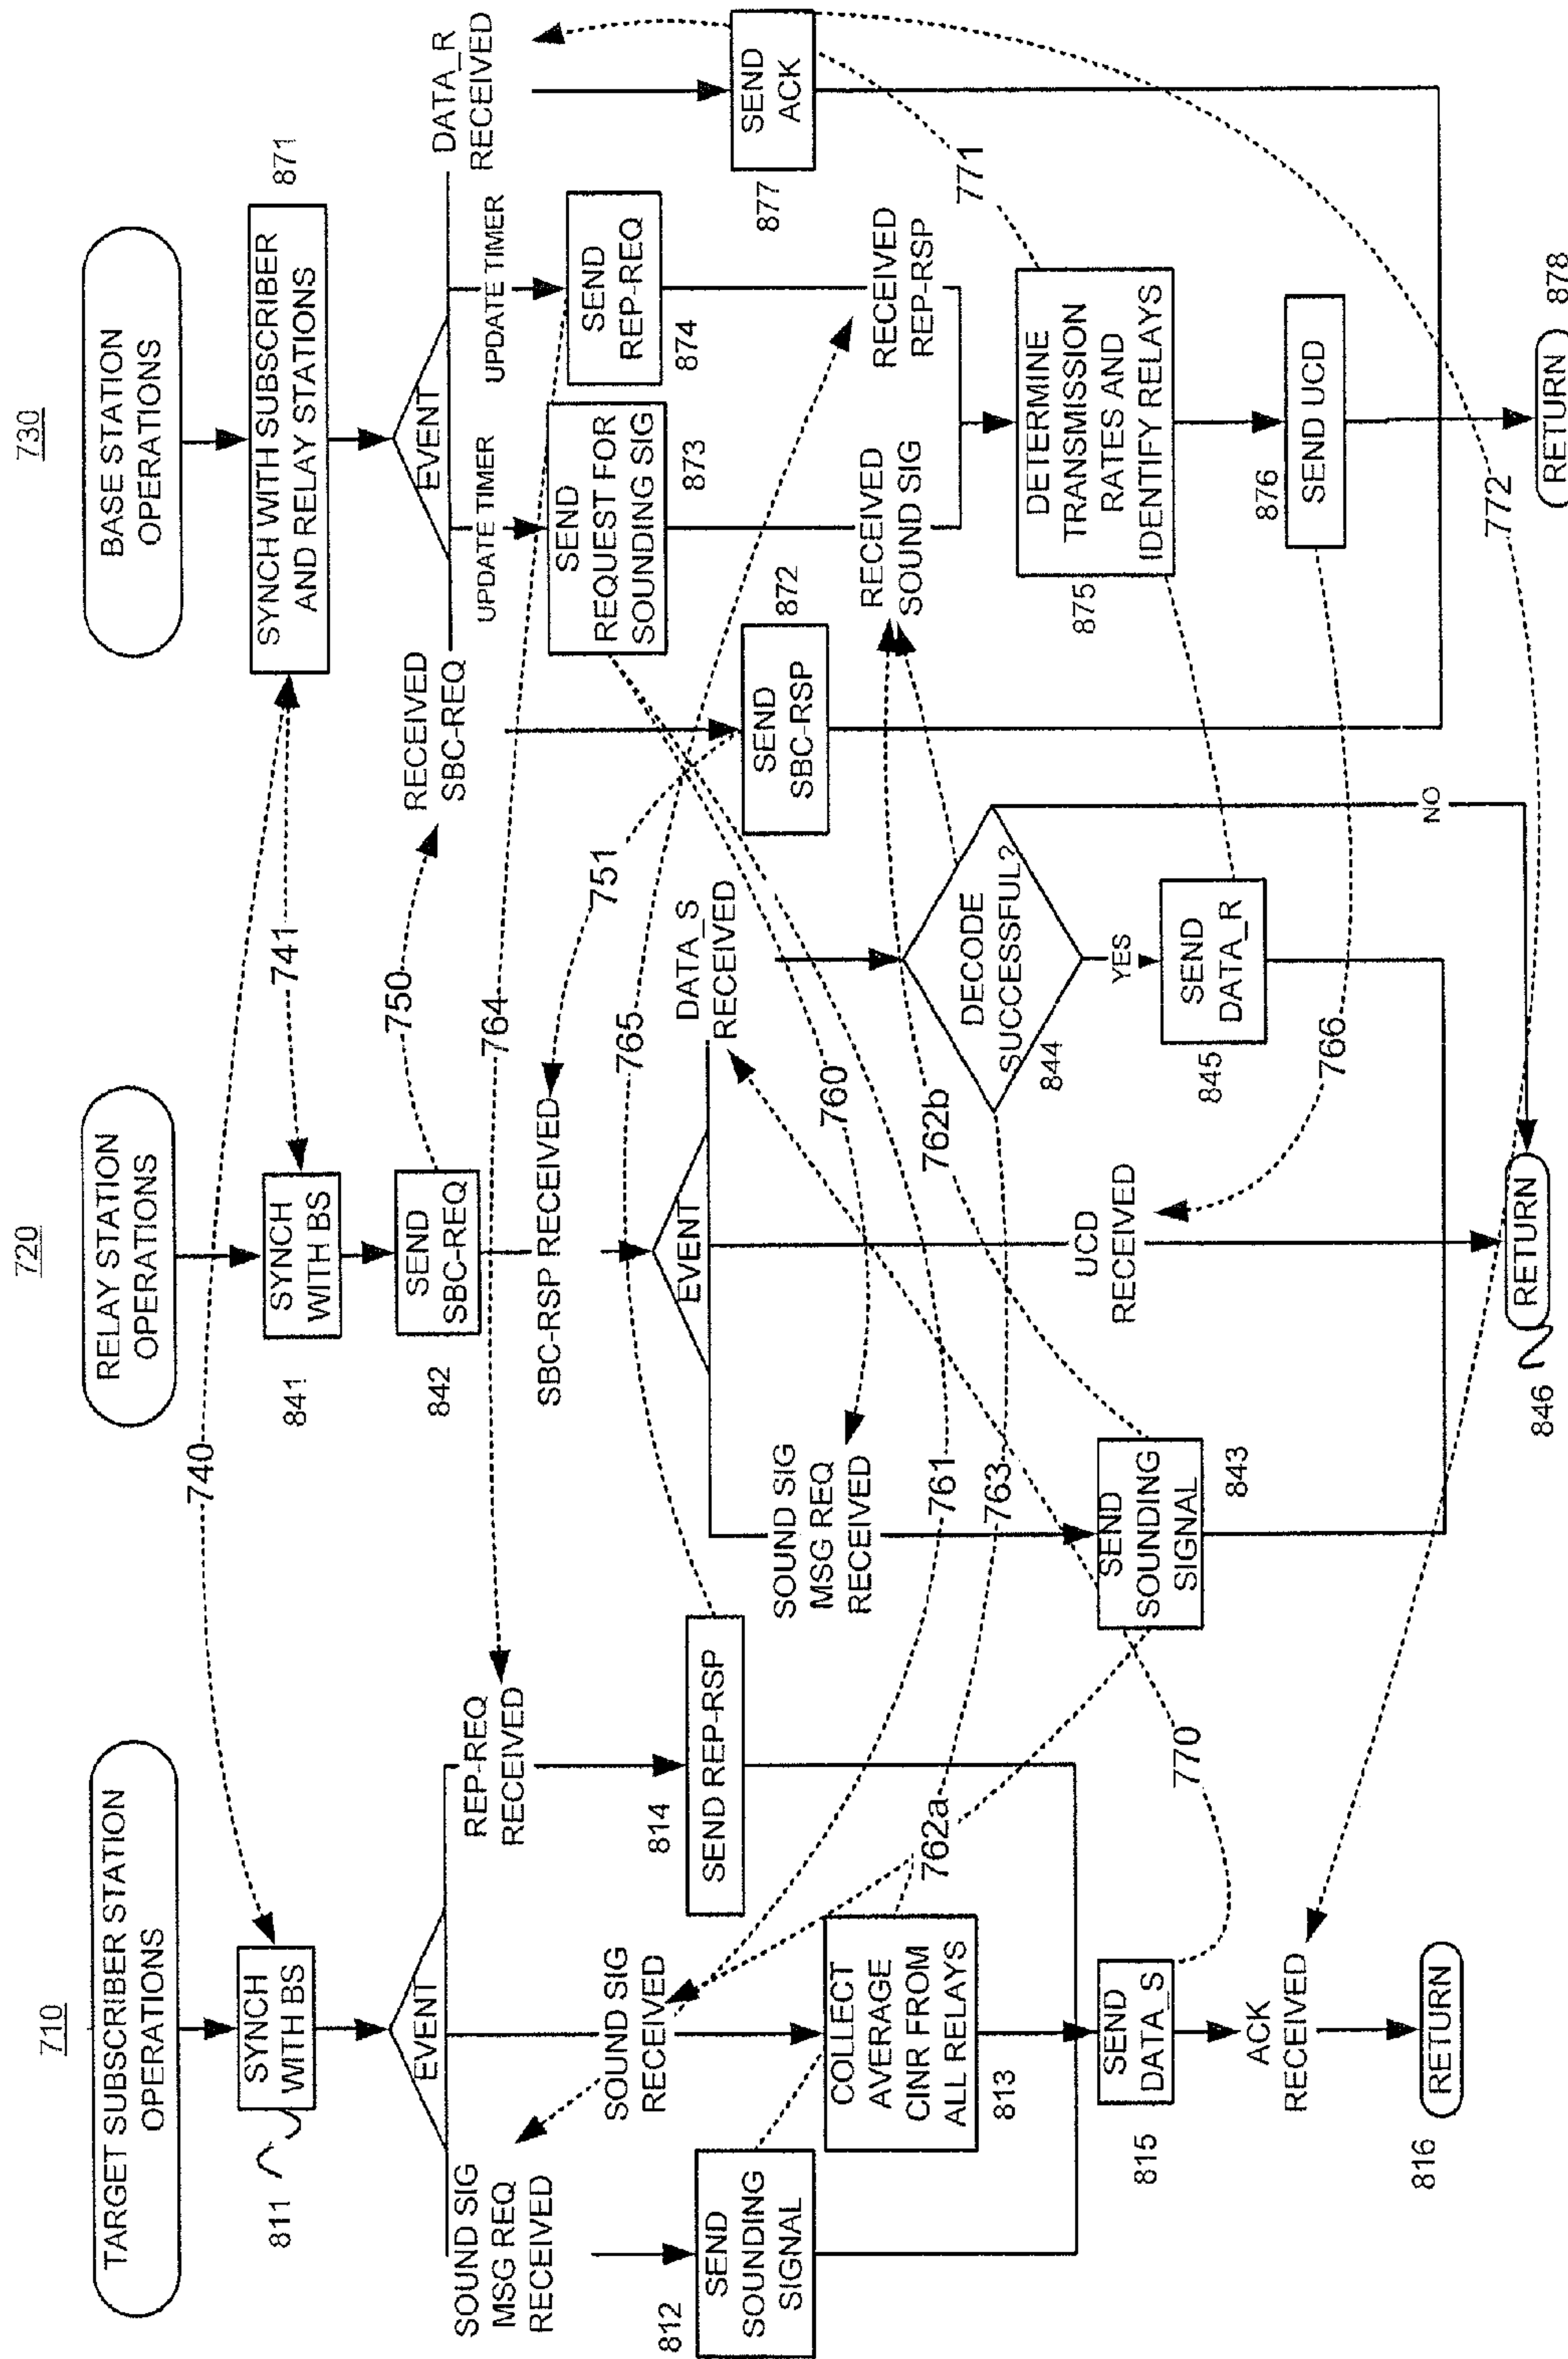 710
TARGET SUBSCRIBER STATION
OPERATIONS
811
SYNCH
WITH BS
740
EVENT
SOUND SIG
MSG REQ
RECEIVED
SOUND SIG
RECEIVED
REP-REQ
RECEIVED
812
SEND
SOUNDING
SIGNAL
814
SEND REP-RSP
COLLECT
AVERAGE
CINR FROM
ALL RELAYS
813
762a
815
SEND
DATA_S
770
ACK
RECEIVED
816
RETURN
720
RELAY STATION
OPERATIONS
841
SYNCH
WITH BS
741
842
SEND
SBC-REQ
750
764
SBC-RSP RECEIVED
751
765
EVENT
DATA_S
RECEIVED
SOUND SIG
MSG REQ
RECEIVED
760
761
762b
763
DECODE
SUCCESSFUL?
844
NO
YES
UCD
RECEIVED
SEND
SOUNDING
SIGNAL
843
SEND
DATA_R
845
766
846
RETURN
730
BASE STATION
OPERATIONS
SYNCH WITH SUBSCRIBER
AND RELAY STATIONS
871
EVENT
RECEIVED
SBC-REQ
DATA_R
RECEIVED
UPDATE TIMER
UPDATE TIMER
SEND
REQUEST FOR
SOUNDING SIG
873
SEND
REP-REQ
874
SEND
SBC-RSP
872
SEND
ACK
877
RECEIVED
SOUND SIG
RECEIVED
REP-RSP
771
DETERMINE
TRANSMISSION
RATES AND
IDENTIFY RELAYS
875
876
SEND UCD
772
RETURN
878